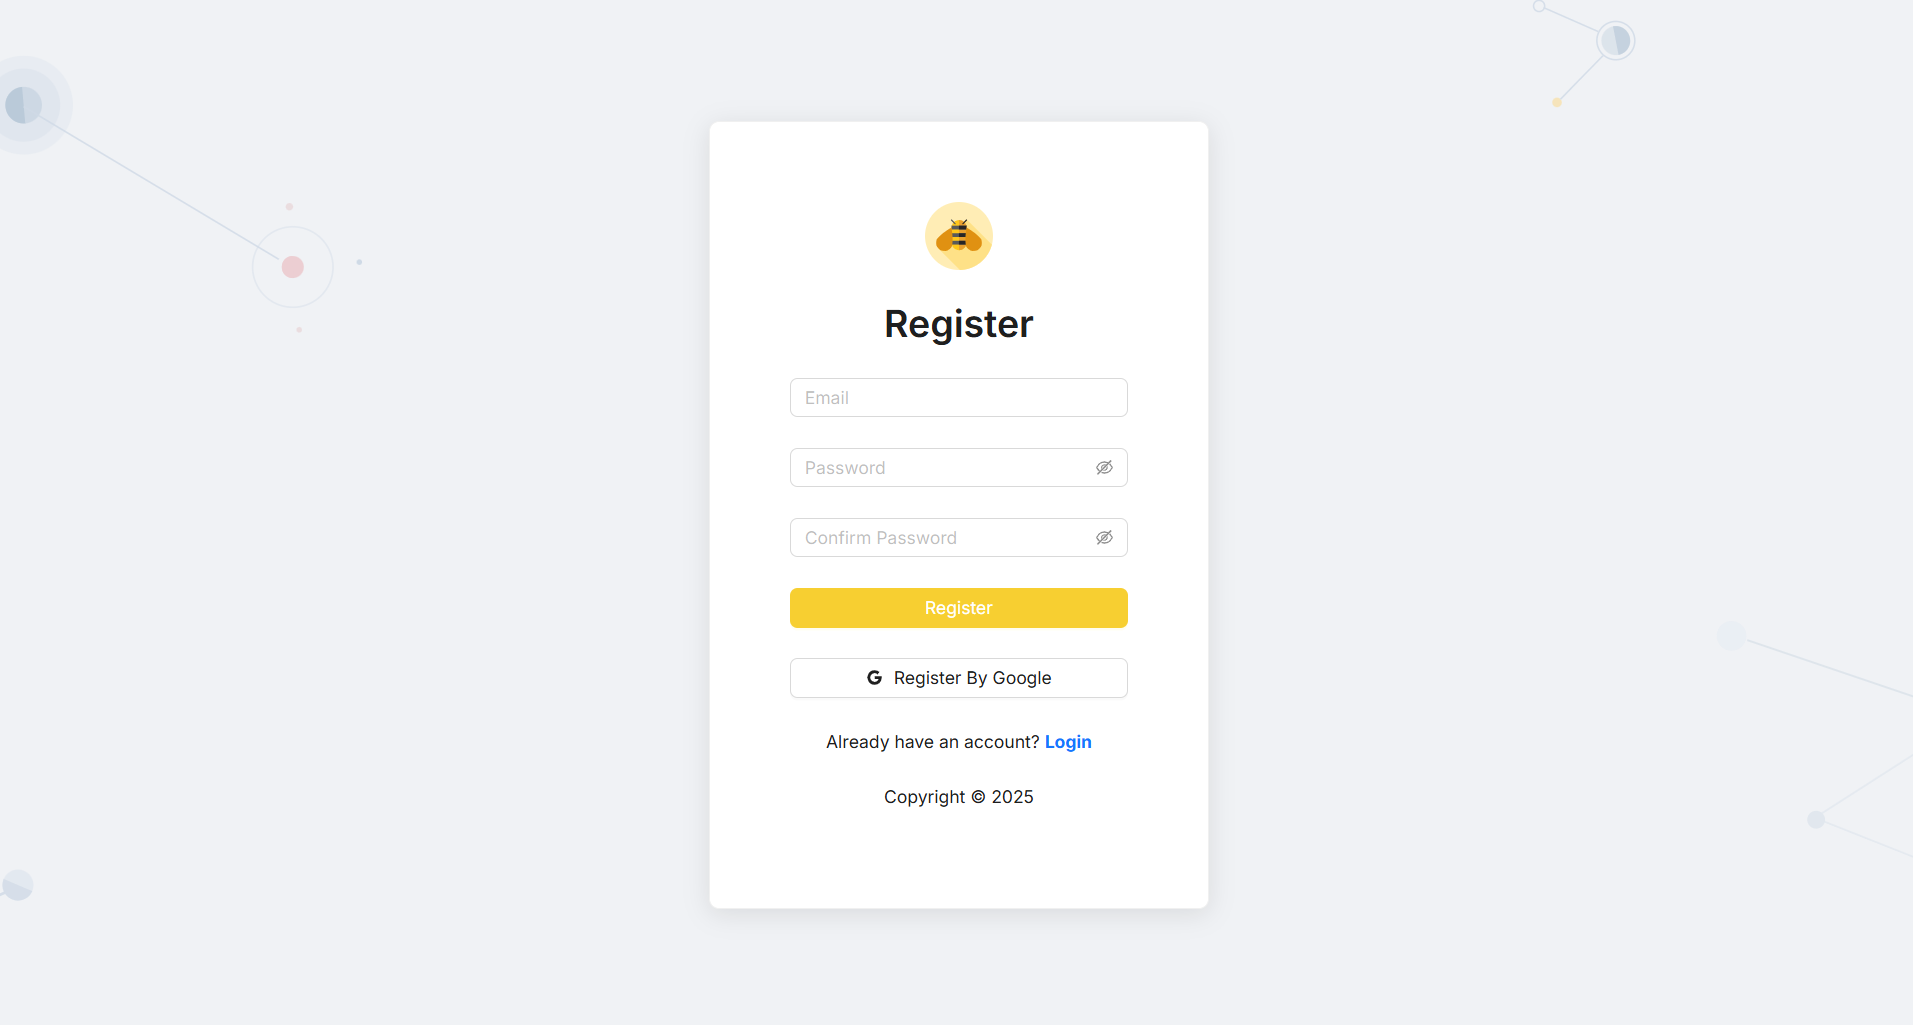 Register
Email
Password
Confirm Password
Register
Register By Google
Already have an account? Login
Copyright © 2025